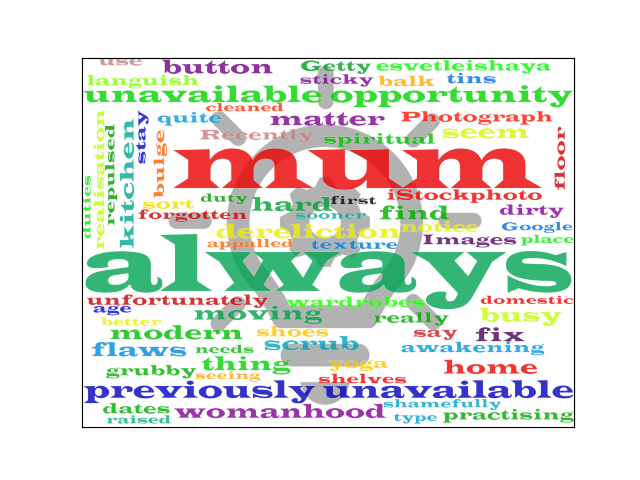 use button Getty esvetleishaya
languish sticky balk tins
unavailable opportunity
cleaned
quite matter Photograph
Recently spiritual seem
realisation repulsed kitchen stay bulge mum floor
duties sort duty hard first iStockphoto
forgotten sooner find dirty
dereliction notice Google
appalled texture Images place
always
unfortunately wardrobes domestic
age moving really busy
better
modern shoes say fix
flaws needs scrub awakening
grubby thing yoga home
seeing shelves
previously unavailable
dates womanhood shamefully
raised type practising